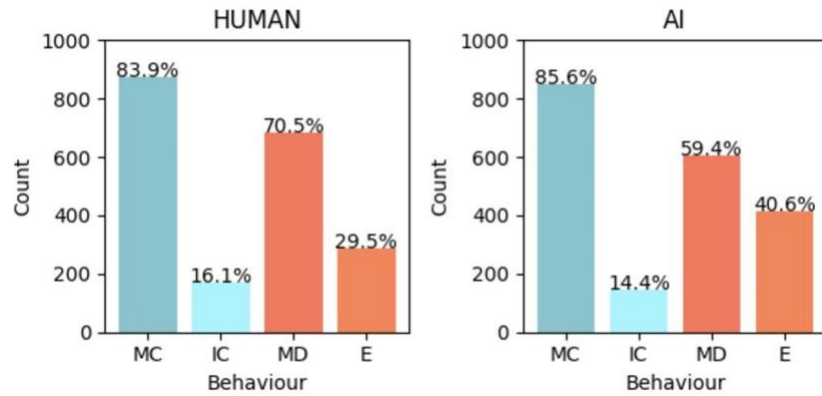 HUMAN
1000
800
600
400
200
0
Count
83.9%
16.1%
70.5%
29.5%
MC IC MD E
Behaviour
AI
1000
800
600
400
200
0
Count
85.6%
14.4%
59.4%
40.6%
MC IC MD E
Behaviour